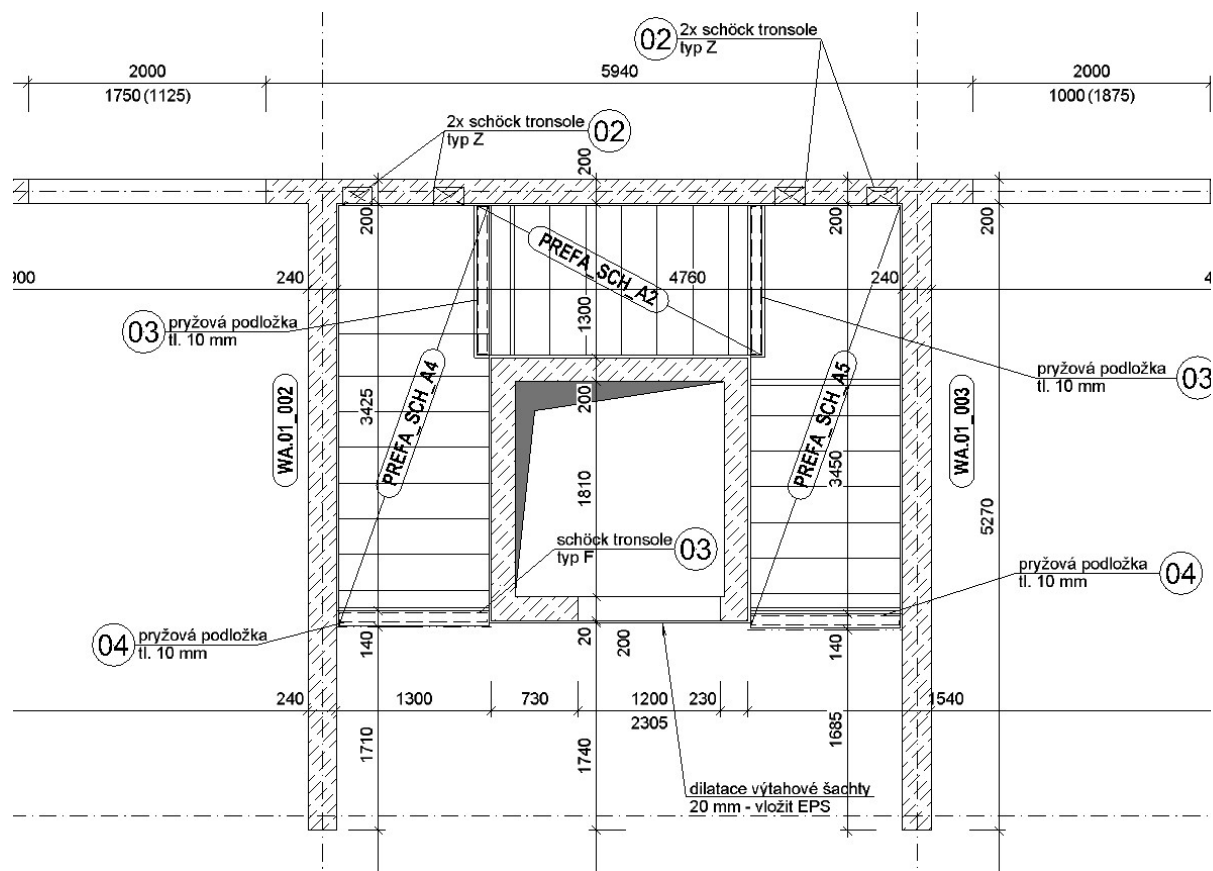 02
2x schöck tronsole
typ Z
2000
1750 (1125)
5940
2000
1000 (1875)
2x schöck tronsole
typ Z
02
200
200
200
200
PREFA_SCH_A2
240
4760
240
1300
03
pryžová podložka
tl. 10 mm
pryžová podložka
tl. 10 mm
03
WA.01_002
3425
PREFA_SCH_A4
200
PREFA_SCH_A5
3450
WA.01_003
1810
5270
schöck tronsole
typ F
03
pryžová podložka
tl. 10 mm
04
04
pryžová podložka
tl. 10 mm
140
20
200
140
240
1300
730
1200
230
1540
2305
1710
1740
1685
dilatace výtahové šachty
20 mm - vložit EPS